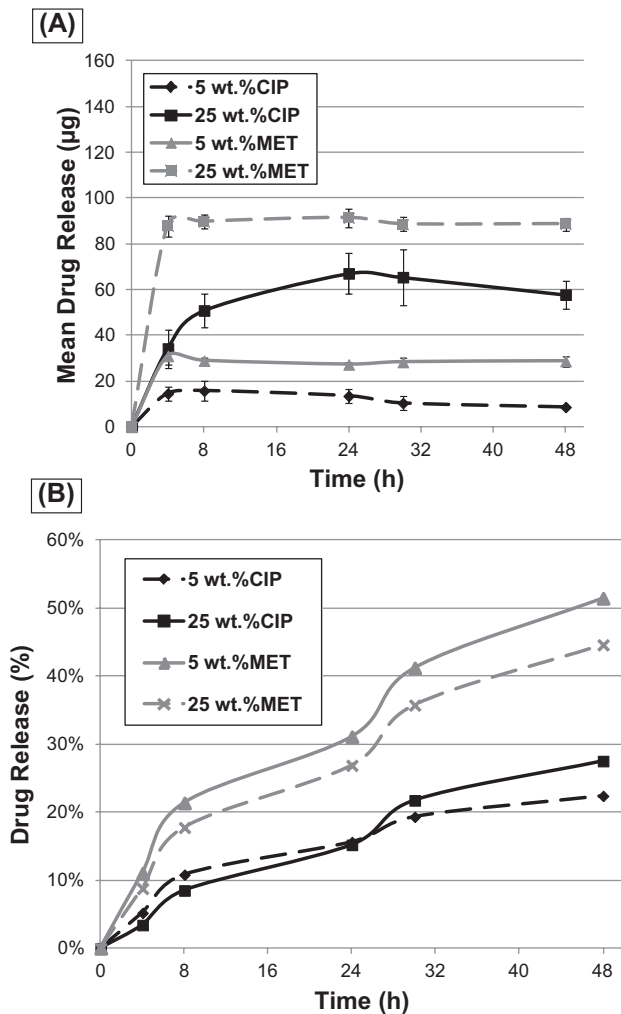 (A)
160
140
120
100
80
60
40
20
0
Mean Drug Release (µg)
·5 wt.%CIP
25 wt.%CIP
5 wt.%MET
·25 wt.%MET
0 8 16 24 32 40 48
Time (h)
(B)
60%
50%
40%
30%
20%
10%
0%
Drug Release (%)
·5 wt.%CIP
25 wt.%CIP
5 wt.%MET
·25 wt.%MET
0 8 16 24 32 40 48
Time (h)